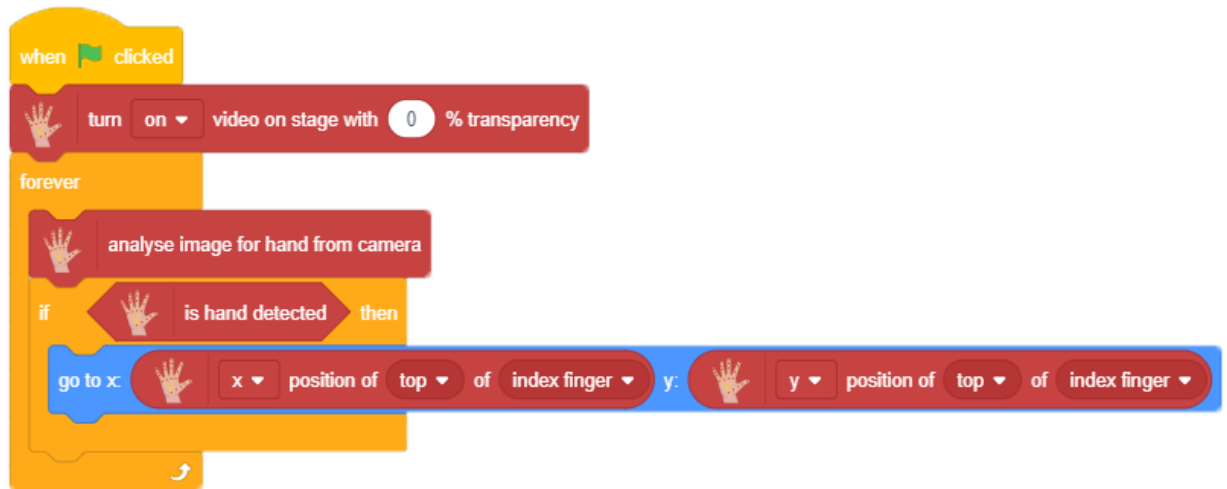 when clicked
turn on video on stage with 0 % transparency
forever
analyse image for hand from camera
if is hand detected then
go to x: x position of top of index finger y: y position of top of index finger